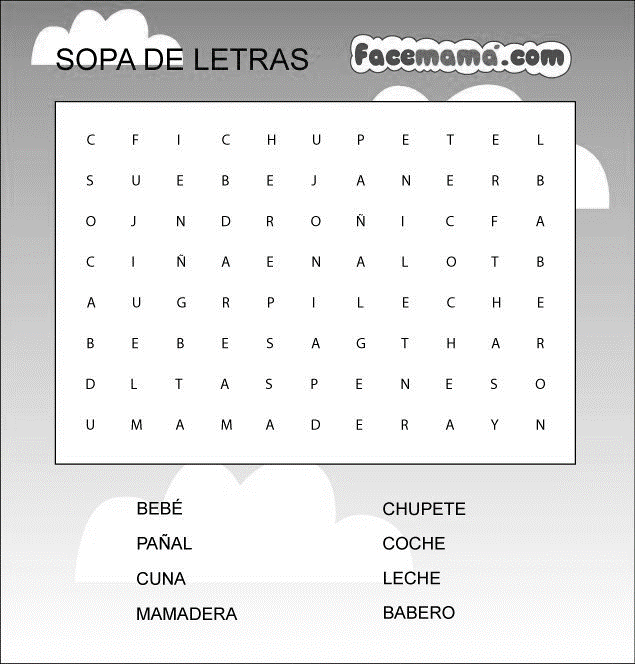 SOPA DE LETRAS
facemamá.com
C F I C H U P E T E L
S U E B E J A N E R B
O J N D R O Ñ I C F A
C I Ñ A E N A L O T B
A U G R P I L E C H E
B E B E S A G T H A R
D L T A S P E N E S O
U M A M A D E R A Y N
BEBÉ CHUPETE
PAÑAL COCHE
CUNA LECHE
MAMADERA BABERO